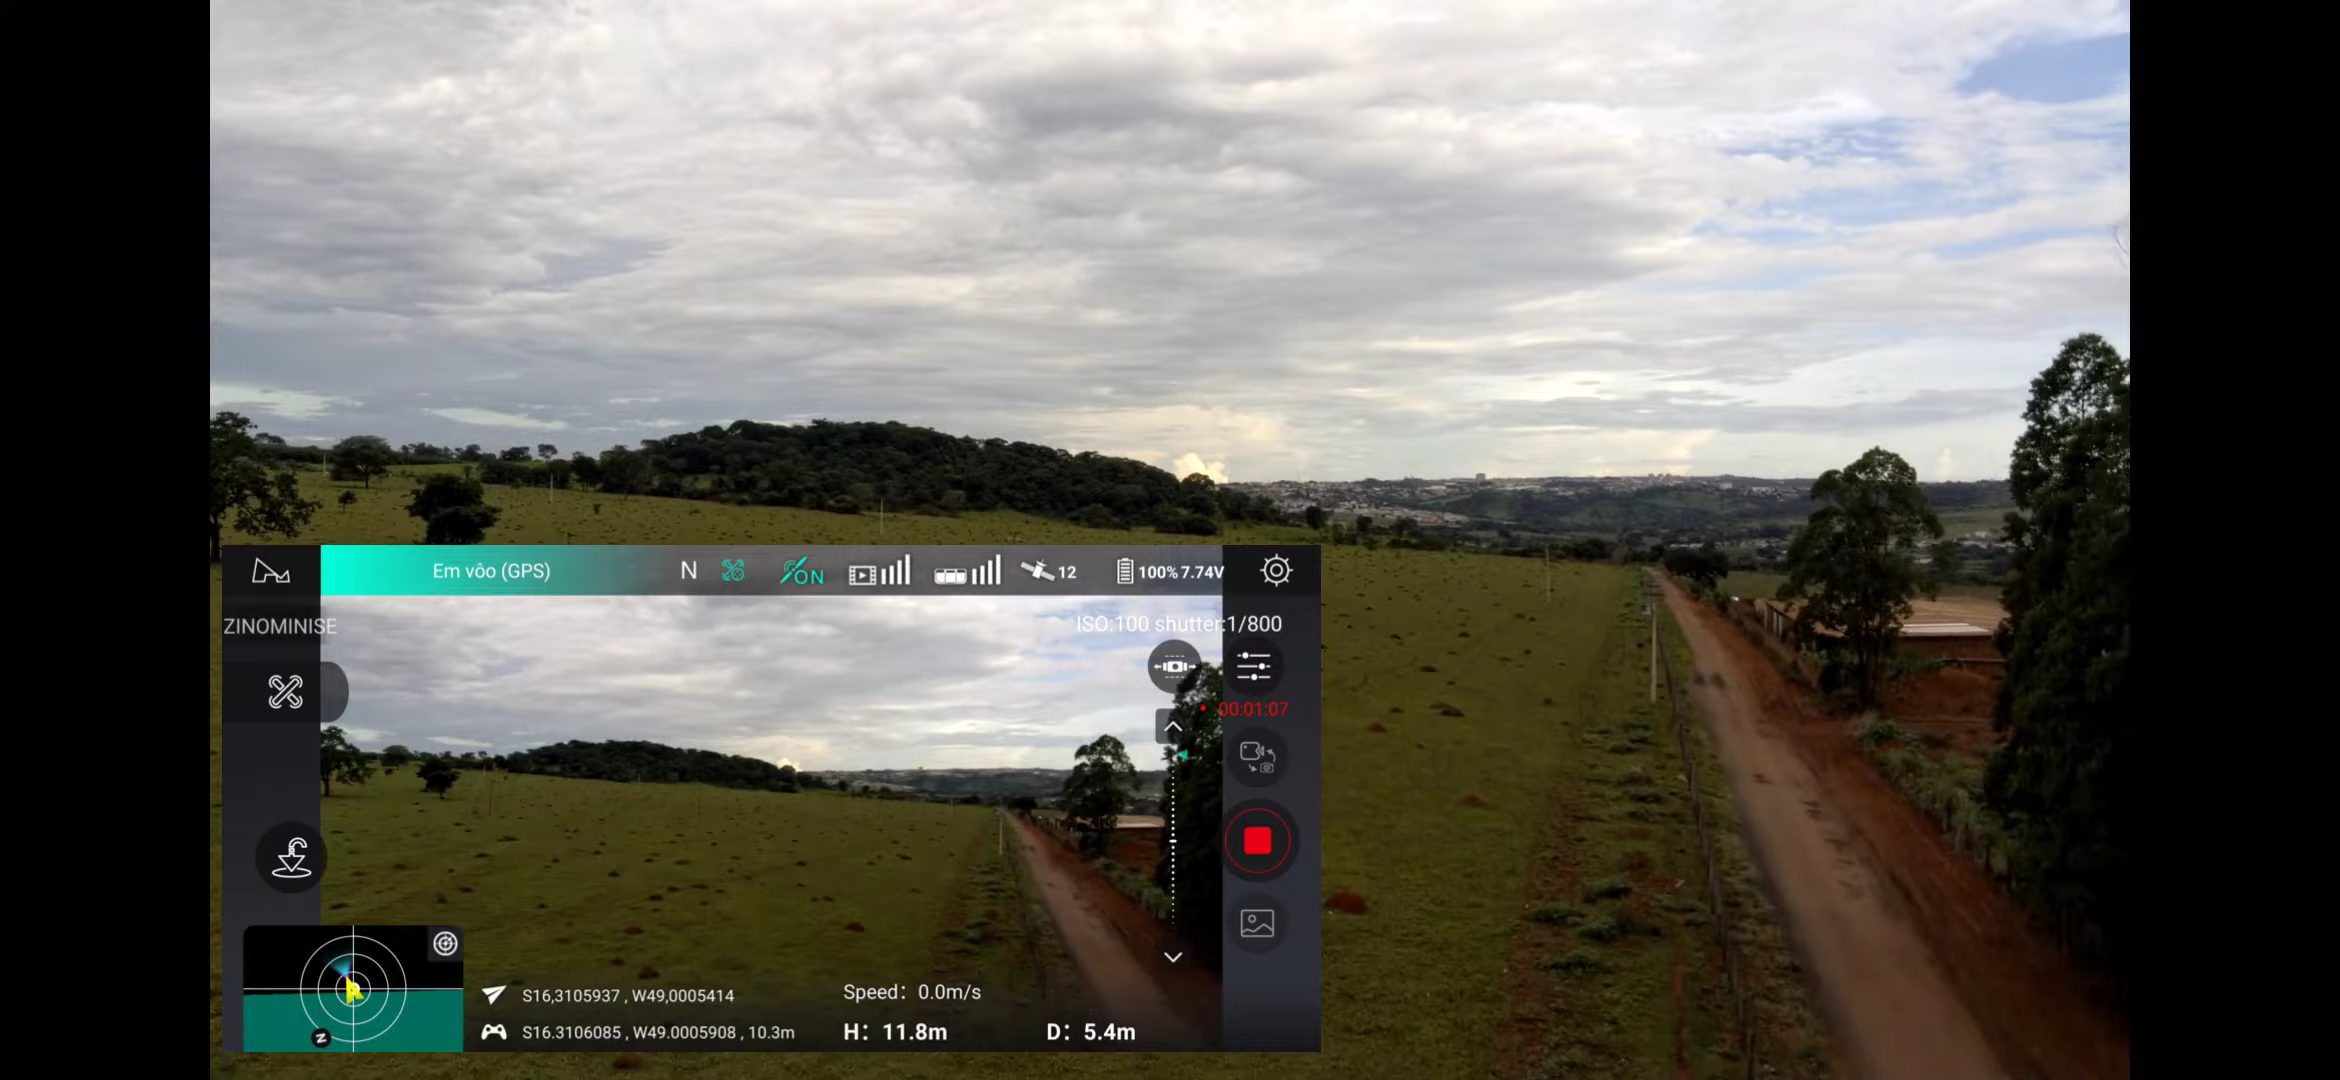 Em vôo (GPS) N ON 12 100% 7.74V
ZINOMINISE
ISO:100 shutter:1/800
00:01:07
S16,3105937 , W49,0005414 Speed: 0.0m/s
S16.3106085 , W49.0005908 , 10.3m H: 11.8m D: 5.4m
N
R